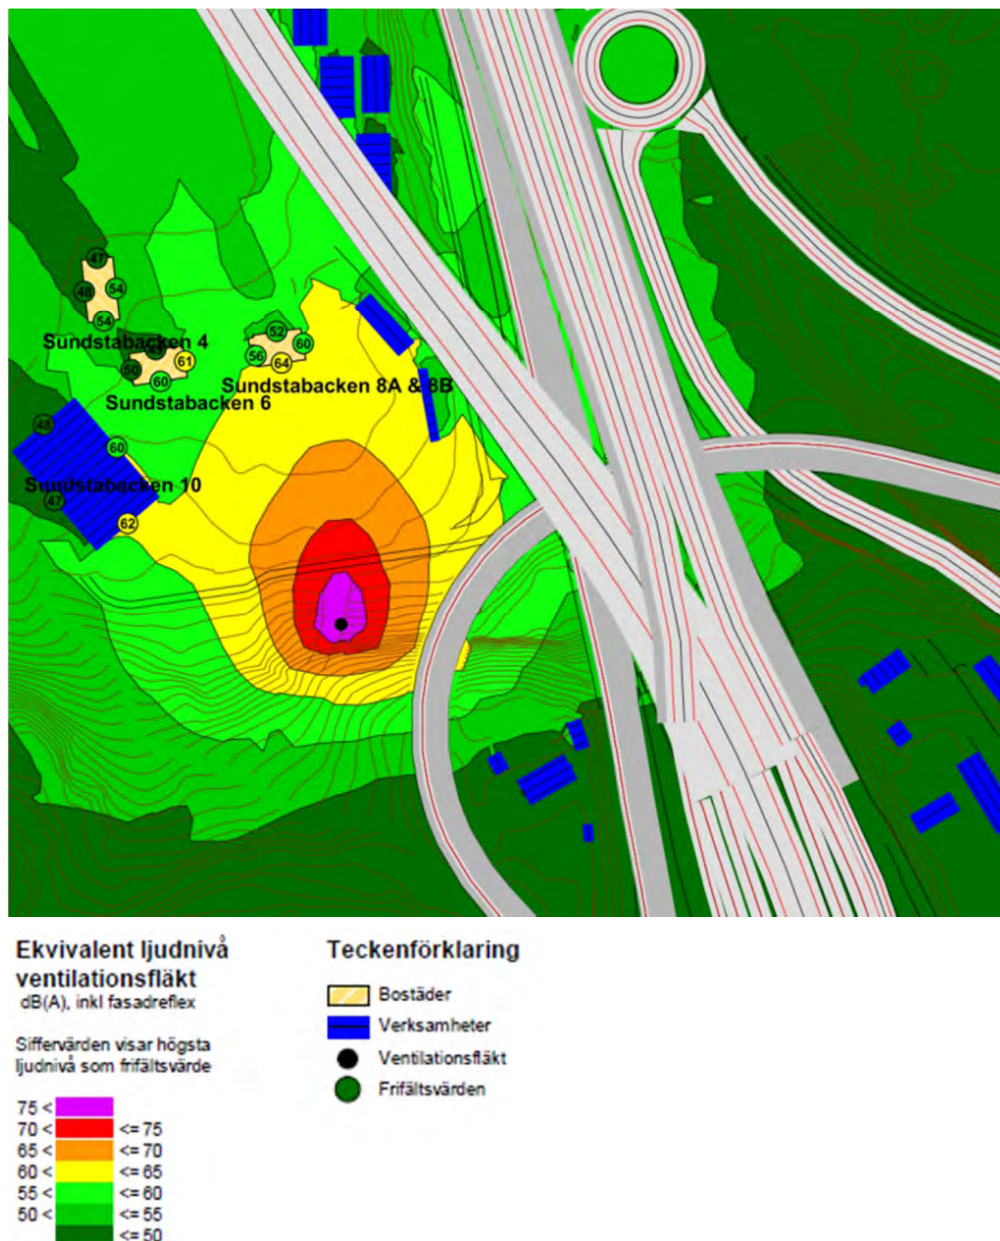 47
48
54
54
Sundstabacken 4
50
61
60
Sundstabacken 6
52
60
56
64
Sundstabacken 8A & 8B
48
60
Sundstabacken 10
47
62
Ekvivalent ljudnivå
ventilationsfläkt
dB(A), inkl fasadreflex
Siffervärden visar högsta
ljudnivå som frifältsvärde
75 <
70 < <= 75
65 < <= 70
60 < <= 65
55 < <= 60
50 < <= 55
<= 50
Teckenförklaring
Bostäder
Verksamheter
Ventilationsfläkt
Frifältsvärden